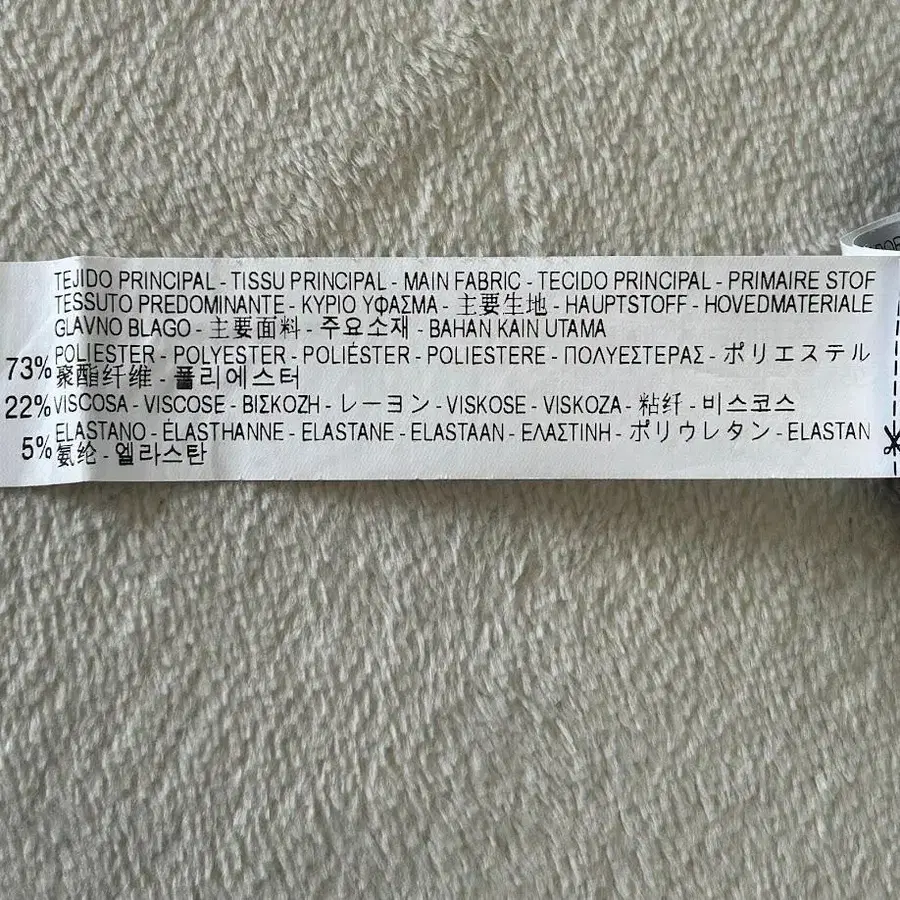 TEJIDO PRINCIPAL - TISSU PRINCIPAL - MAIN FABRIC - TECIDO PRINCIPAL - PRIMAIRE STOF
TESSUTO PREDOMINANTE - ΚΥΡΙΟ ΥΦΑΣΜΑ - 主要生地 - HAUPTSTOFF - HOVEDMATERIALE
GLAVNO BLAGO - 主要面料 - 주요소재 - BAHAN KAIN UTAMA
73% POLIESTER - POLYESTER - POLIÉSTER - POLIESTERE - ΠΟΛΥΕΣΤΕΡΑΣ - ポリエステル
聚酯纤维 - 폴리에스터
22% VISCOSA - VISCOSE - ΒΙΣΚΟΖΗ - レーヨン - VISKOSE - VISKOZA - 粘纤 - 비스코스
5% ELASTANO - ÉLASTHANNE - ELASTANE - ELASTAAN - ΕΛΑΣΤΙΝΗ - ポリウレタン - ELASTAN
氨纶 - 엘라스탄